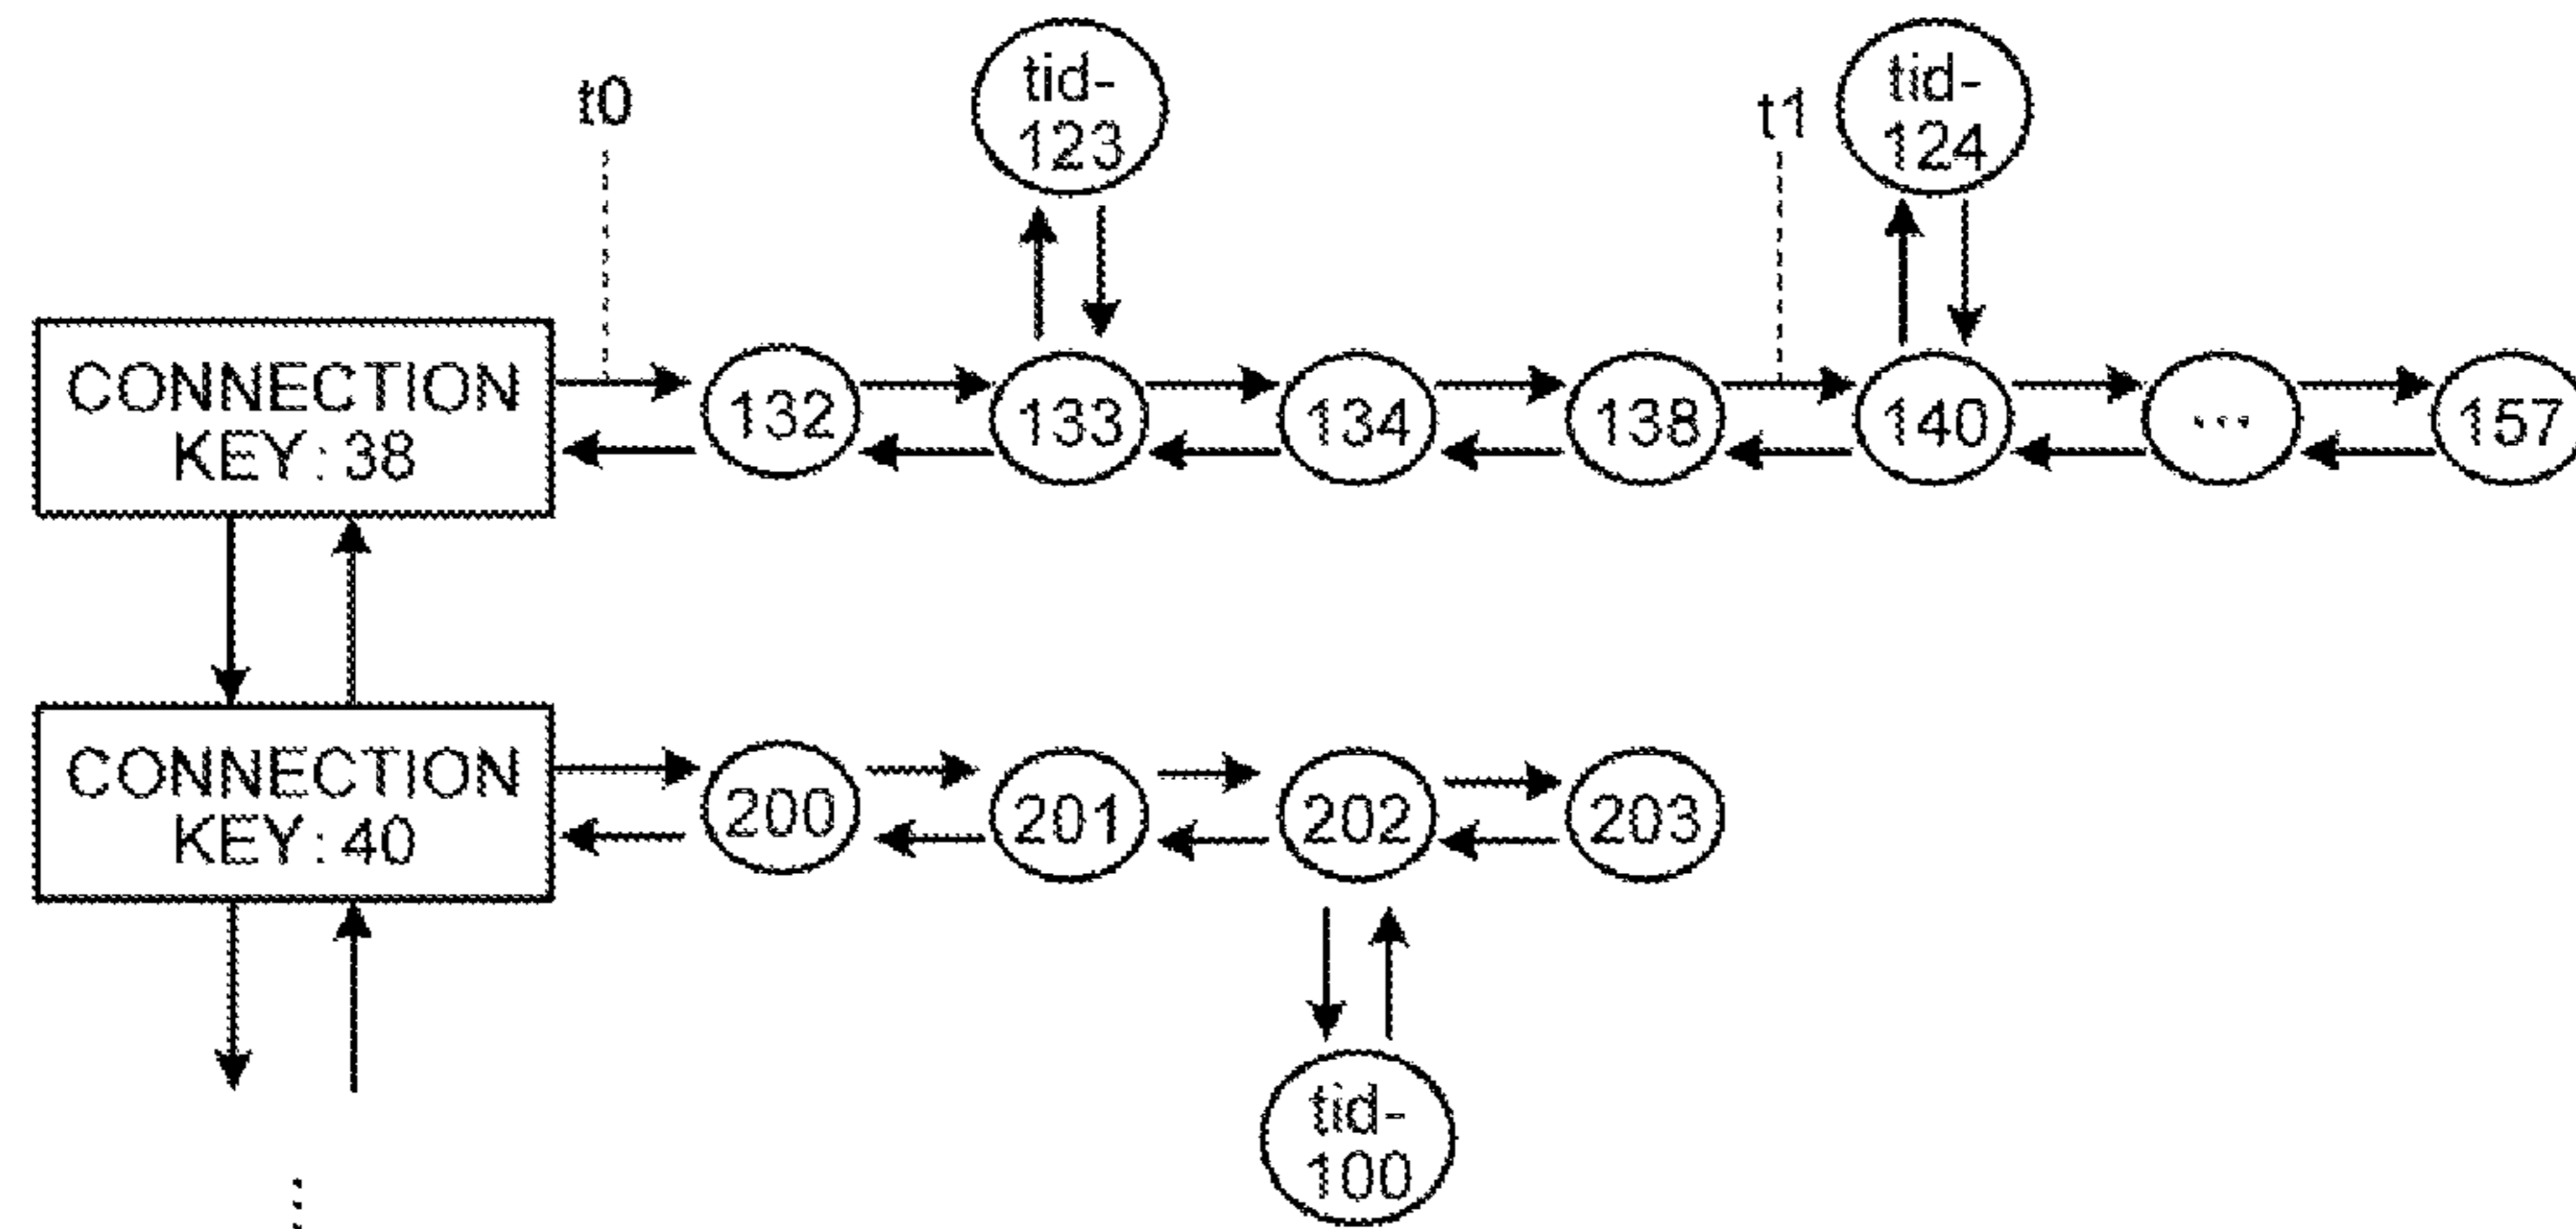 t0
tid-
123
t1
tid-
124
CONNECTION
KEY: 38
132
133
134
138
140
...
157
CONNECTION
KEY: 40
200
201
202
203
tid-
100
⋮